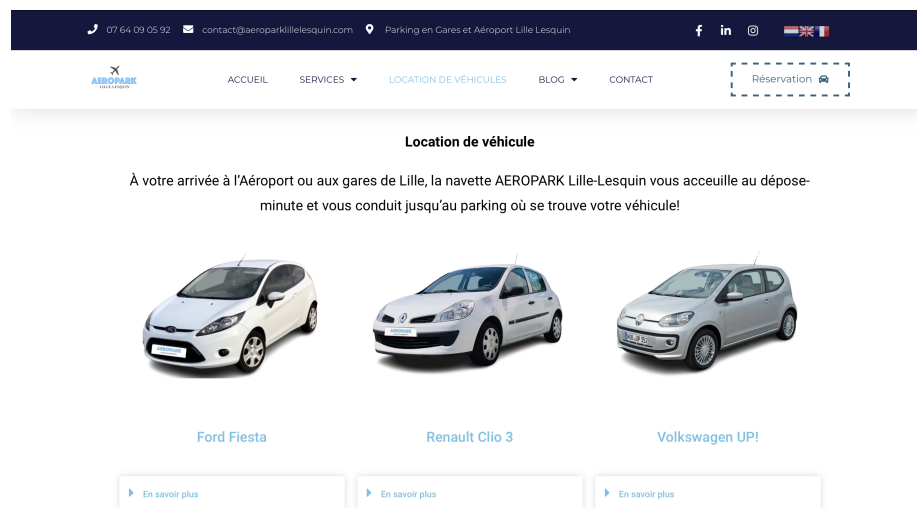 07 64 09 05 92 contact@aeroparklillelesquin.com Parking en Gares et Aéroport Lille Lesquin
AEROPARK
LILLE LESQUIN
ACCUEIL SERVICES LOCATION DE VÉHICULES BLOG CONTACT
Réservation
Location de véhicule
À votre arrivée à l'Aéroport ou aux gares de Lille, la navette AEROPARK Lille-Lesquin vous acceuille au dépose-
minute et vous conduit jusqu'au parking où se trouve votre véhicule!
AEROPARK
AEROPARK
Ford Fiesta Renault Clio 3 Volkswagen UP!
En savoir plus En savoir plus En savoir plus